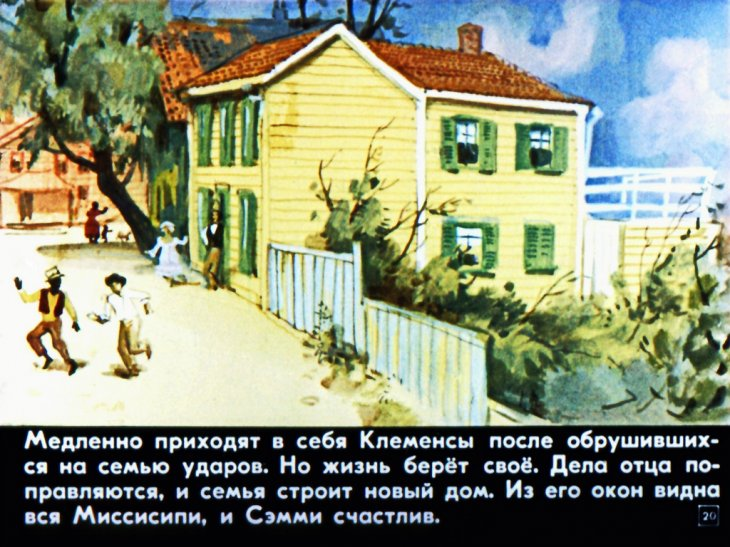 Медленно приходят в себя Клеменсы после обрушивших-
ся на семью ударов. Но жизнь берёт своё. Дела отца по-
правляются, и семья строит новый дом. Из его окон видна
вся Миссисипи, и Сэмми счастлив.
20